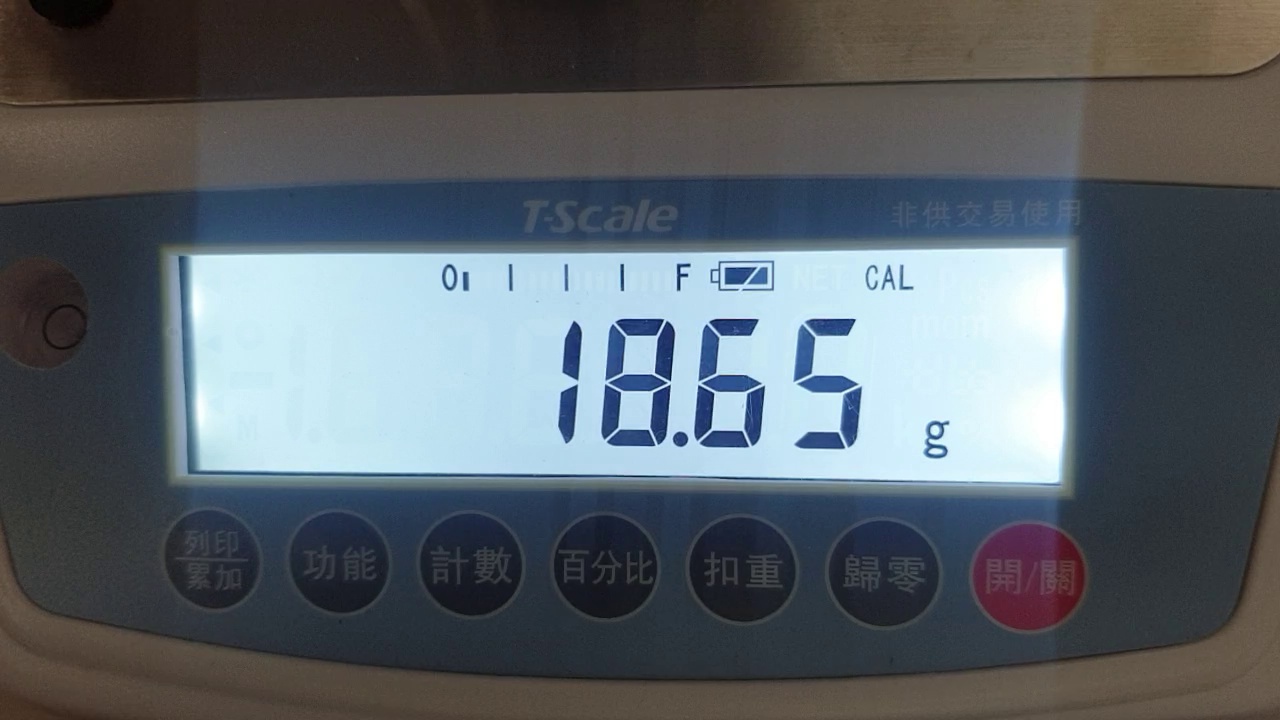 T-Scale
非供交易使用
0 F CAL
18.65 g
列印
累加
功能
計數
百分比
扣重
歸零
開/關